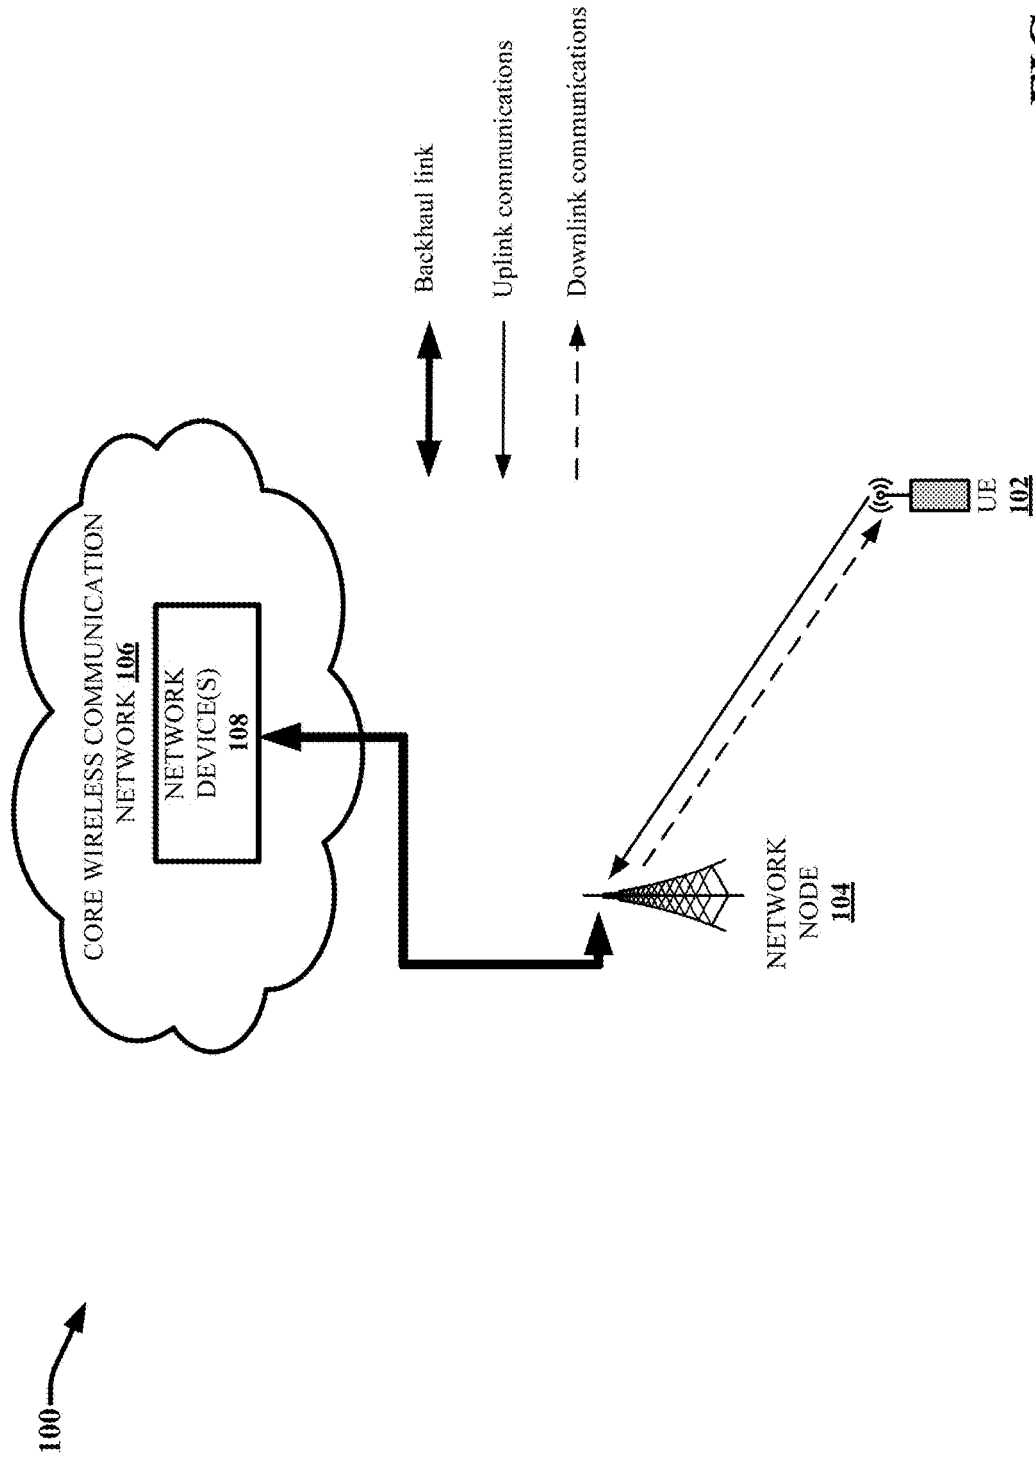 100
CORE WIRELESS COMMUNICATION
NETWORK 106
NETWORK
DEVICE(S)
108
NETWORK
NODE
104
UE
102
Backhaul link
Uplink communications
Downlink communications